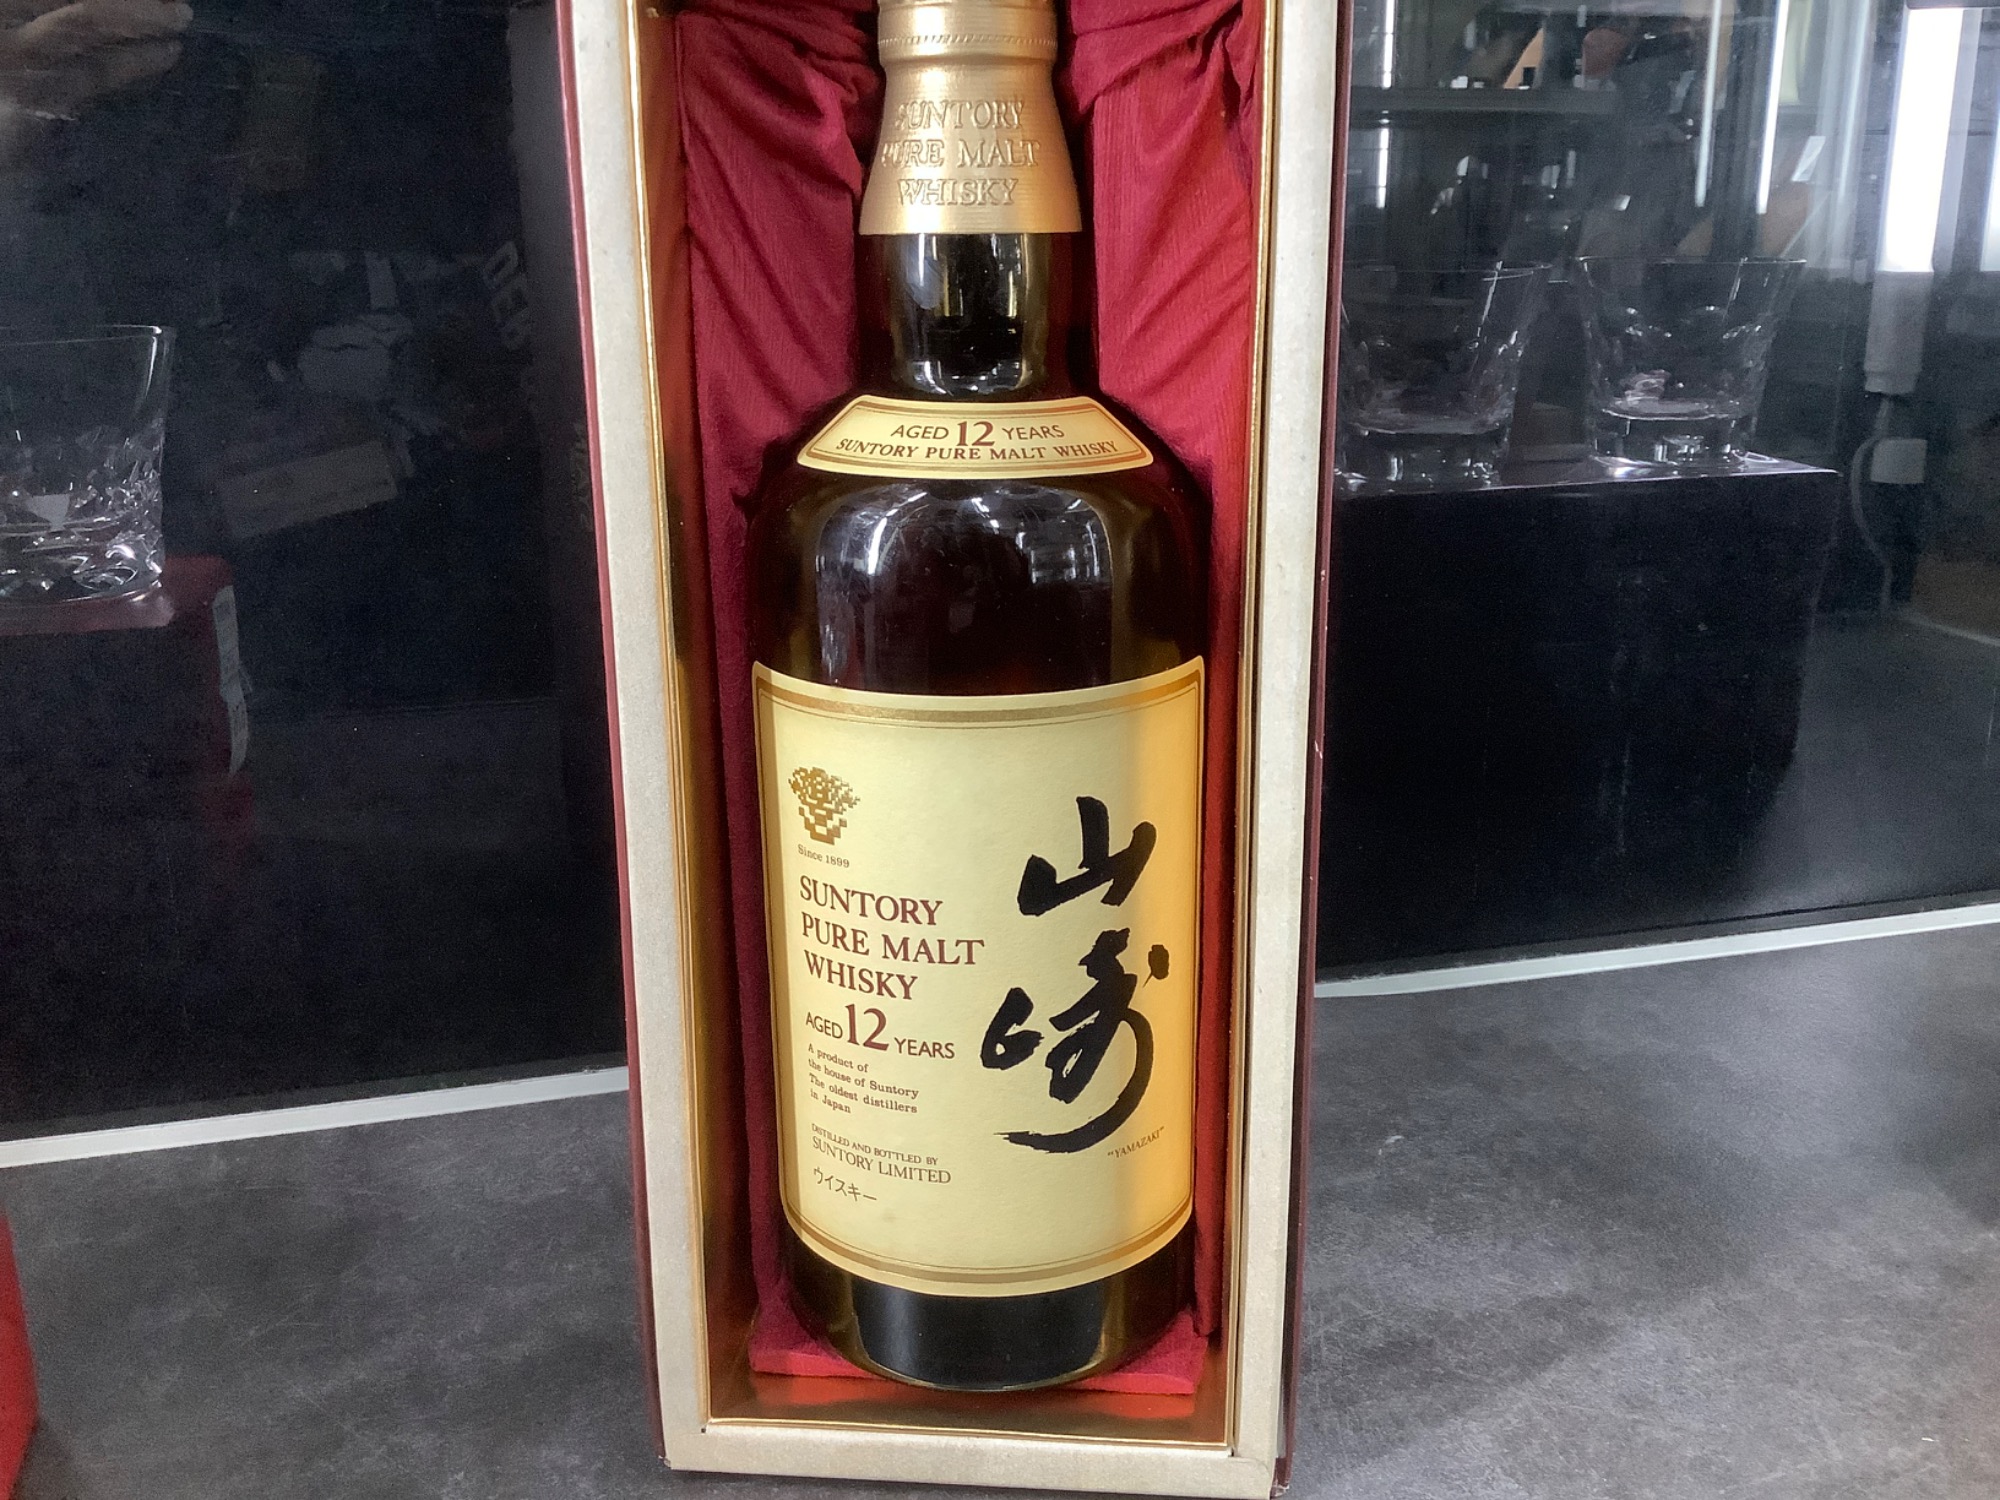 SUNTORY
PURE MALT
WHISKY
AGED 12 YEARS
SUNTORY PURE MALT WHISKY
Since 1899
SUNTORY
PURE MALT
WHISKY
AGED 12 YEARS
A product of
the house of Suntory
The oldest distillers
in Japan
DISTILLED AND BOTTLED BY
SUNTORY LIMITED
ウイスキー
山崎
"YAMAZAKI"